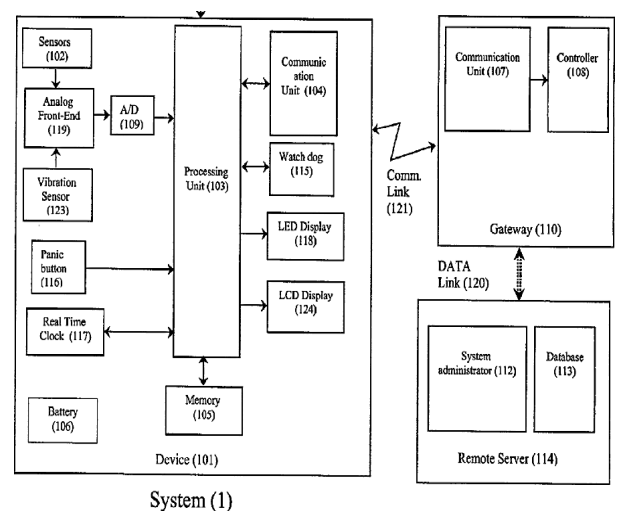 Sensors
(102)
Analog
Front-End
(119)
A/D
(109)
Vibration
Sensor
(123)
Panic
button
(116)
Real Time
Clock (117)
Battery
(106)
Processing
Unit (103)
Communic
ation
Unit (104)
Watch dog
(115)
LED Display
(118)
LCD Display
(124)
Memory
(105)
Device (101)
System (1)
Comm.
Link
(121)
Communication
Unit (107)
Controller
(108)
Gateway (110)
DATA
Link (120)
System
administrator (112)
Database
(113)
Remote Server (114)